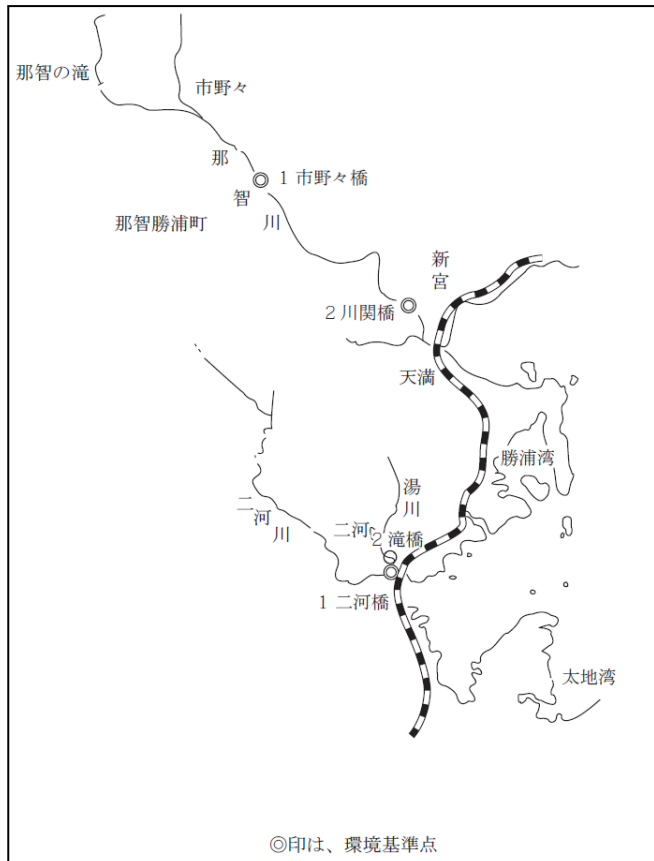 那智の滝
市野々
那智川
1 市野々橋
那智勝浦町
新宮
2 川関橋
天満
勝浦湾
湯川
二河川
二河
2 滝橋
1 二河橋
太地湾
◎印は、環境基準点